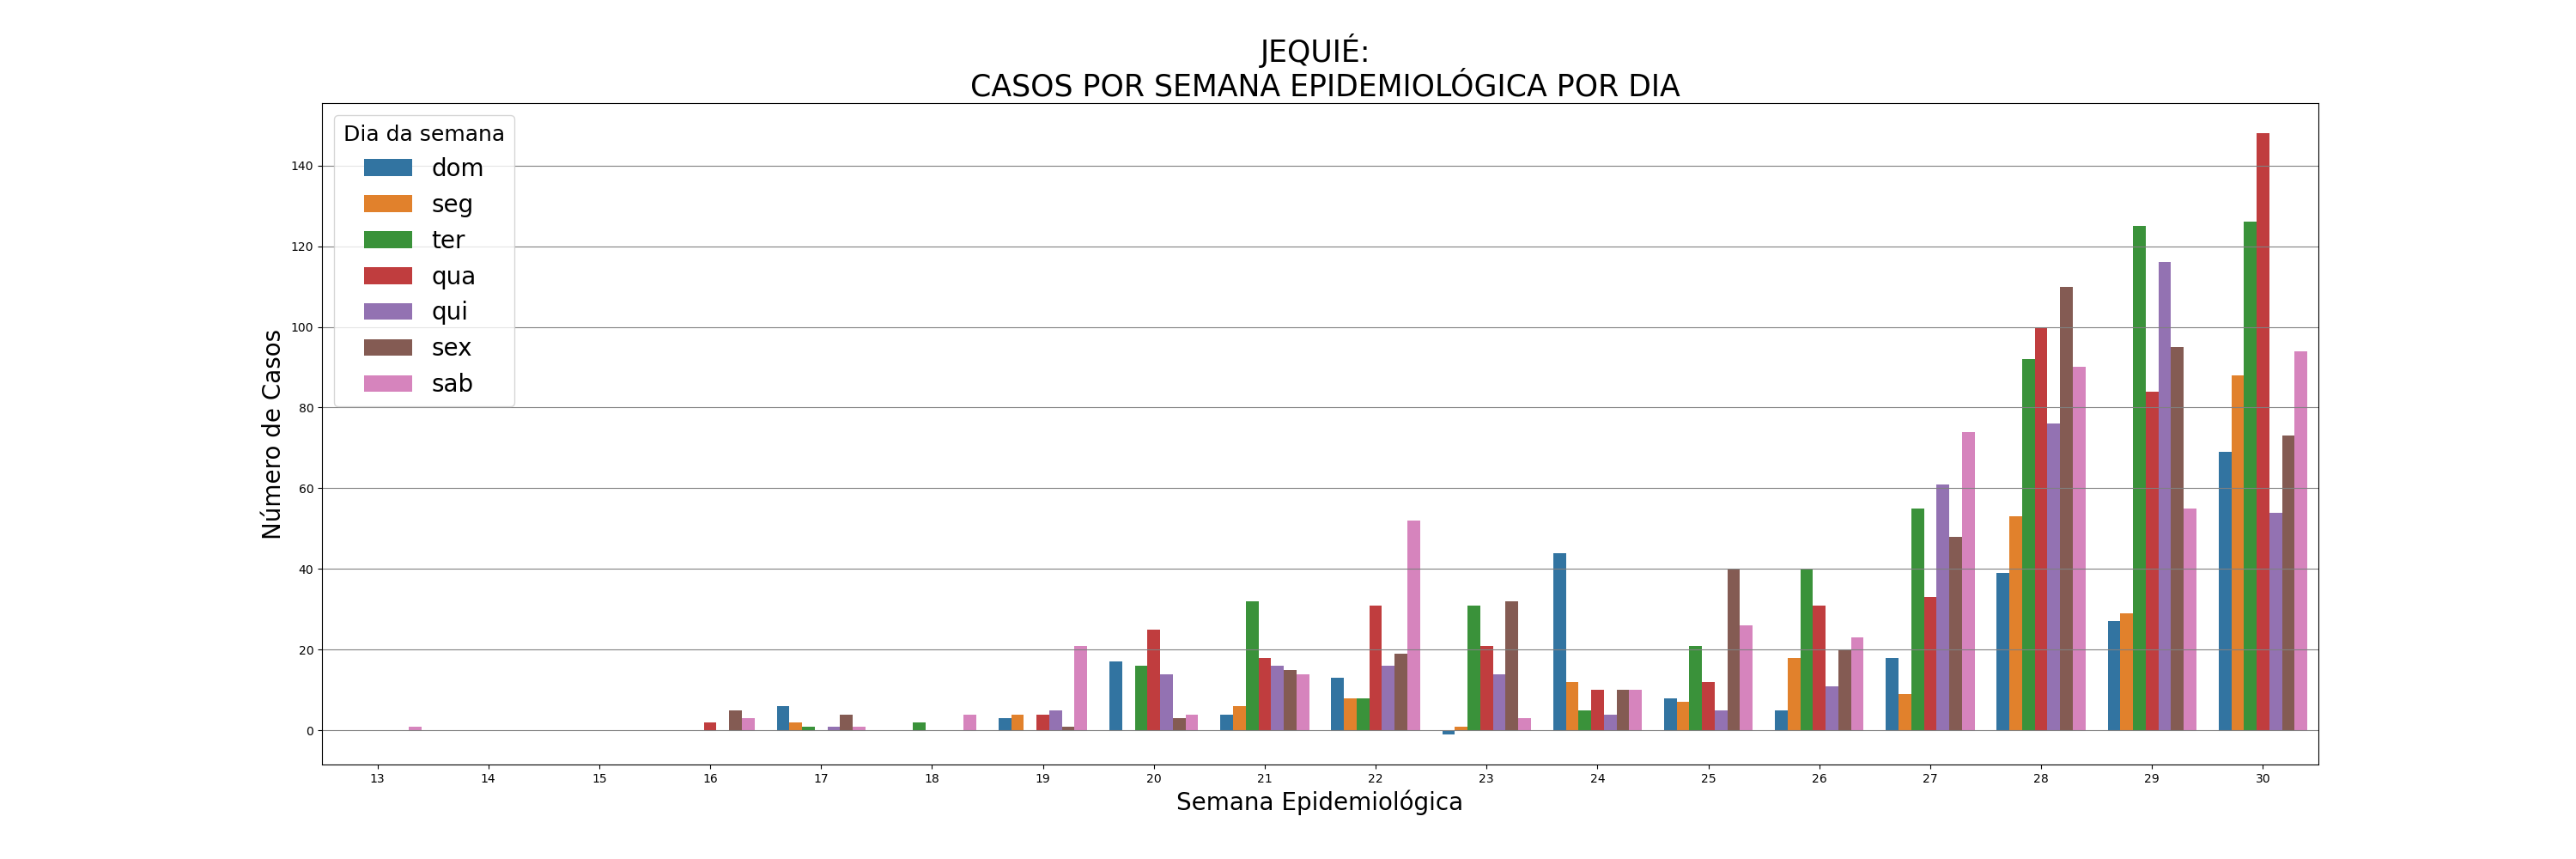 JEQUIÉ:
CASOS POR SEMANA EPIDEMIOLÓGICA POR DIA
Dia da semana
dom
seg
ter
qua
qui
sex
sab
Número de Casos
140
120
100
80
60
40
20
0
13 14 15 16 17 18 19 20 21 22 23 24 25 26 27 28 29 30
Semana Epidemiológica